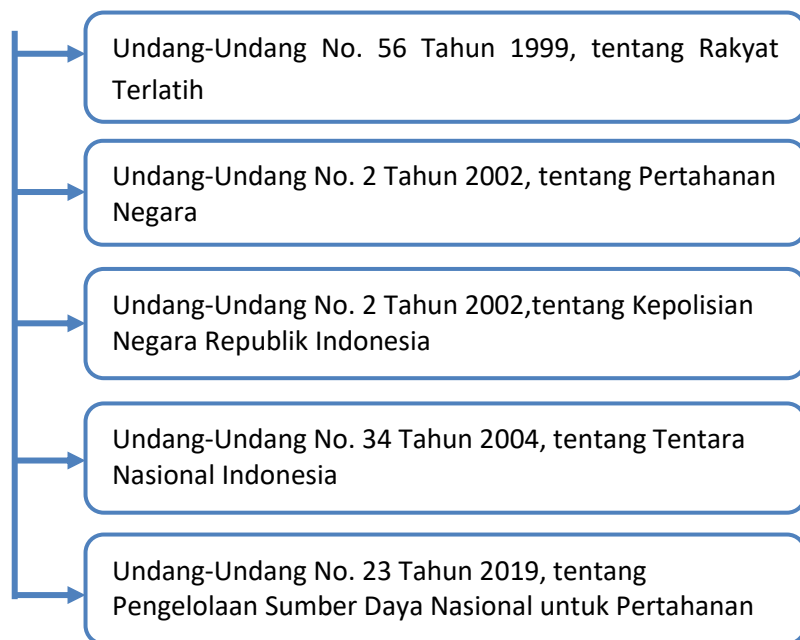 Undang-Undang No. 56 Tahun 1999, tentang Rakyat
Terlatih
Undang-Undang No. 2 Tahun 2002, tentang Pertahanan
Negara
Undang-Undang No. 2 Tahun 2002,tentang Kepolisian
Negara Republik Indonesia
Undang-Undang No. 34 Tahun 2004, tentang Tentara
Nasional Indonesia
Undang-Undang No. 23 Tahun 2019, tentang
Pengelolaan Sumber Daya Nasional untuk Pertahanan